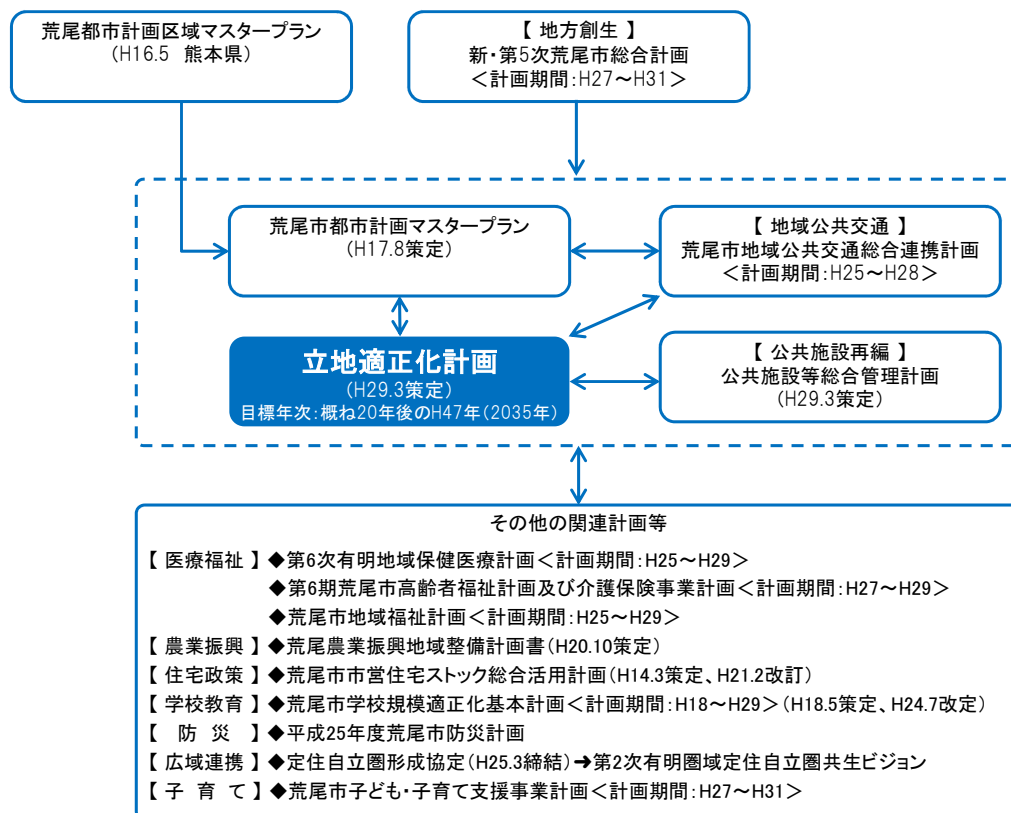 荒尾都市計画区域マスタープラン
(H16.5 熊本県)
【 地方創生 】
新・第5次荒尾市総合計画
<計画期間:H27~H31>
荒尾市都市計画マスタープラン
(H17.8策定)
【 地域公共交通 】
荒尾市地域公共交通総合連携計画
<計画期間:H25~H28>
立地適正化計画
(H29.3策定)
目標年次:概ね20年後のH47年(2035年)
【 公共施設再編 】
公共施設等総合管理計画
(H29.3策定)
その他の関連計画等
【 医療福祉 】◆第6次有明地域保健医療計画<計画期間:H25~H29>
◆第6期荒尾市高齢者福祉計画及び介護保険事業計画<計画期間:H27~H29>
◆荒尾市地域福祉計画<計画期間:H25~H29>
【 農業振興 】◆荒尾農業振興地域整備計画書(H20.10策定)
【 住宅政策 】◆荒尾市市営住宅ストック総合活用計画(H14.3策定、H21.2改訂)
【 学校教育 】◆荒尾市学校規模適正化基本計画<計画期間:H18~H29>(H18.5策定、H24.7改定)
【 防 災 】◆平成25年度荒尾市防災計画
【 広域連携 】◆定住自立圏形成協定(H25.3締結)➔第2次有明圏域定住自立圏共生ビジョン
【 子 育 て 】◆荒尾市子ども・子育て支援事業計画<計画期間:H27~H31>